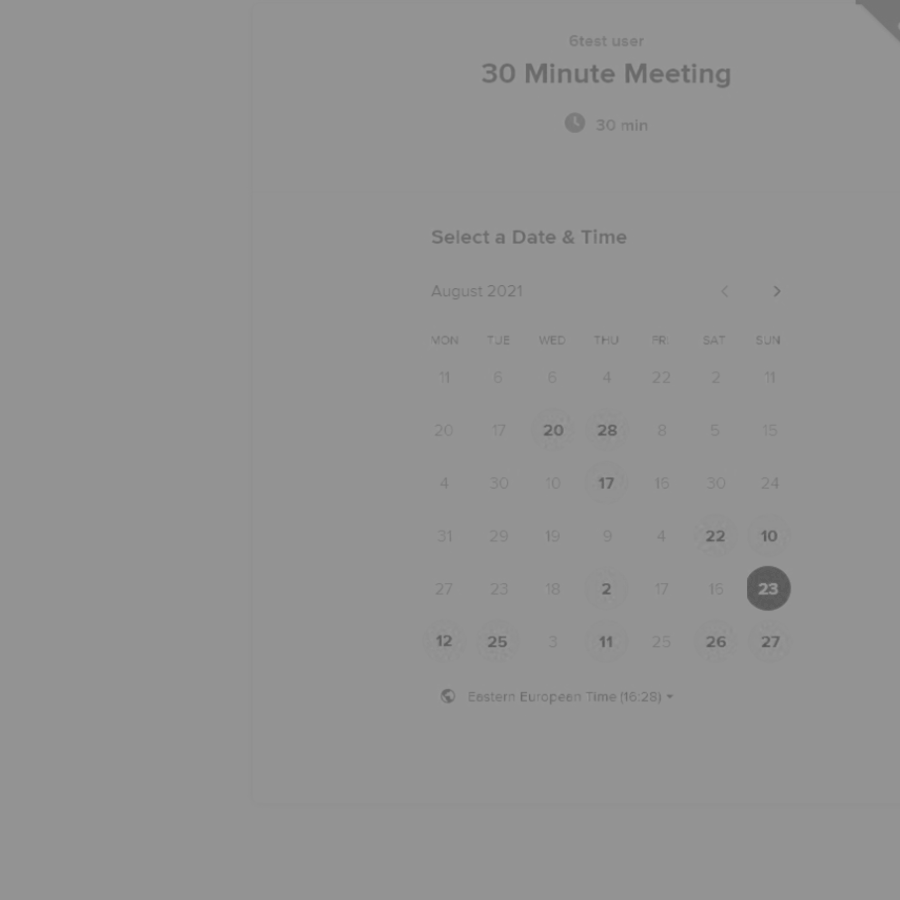 6test user
30 Minute Meeting
30 min
Select a Date & Time
August 2021
MON TUE WED THU FRI SAT SUN
11 6 6 4 22 2 11
20 17 20 28 8 5 15
4 30 10 17 15 30 24
31 29 19 9 4 22 10
27 23 18 2 17 15 23
12 25 3 11 25 26 27
Eastern European Time (16:28)